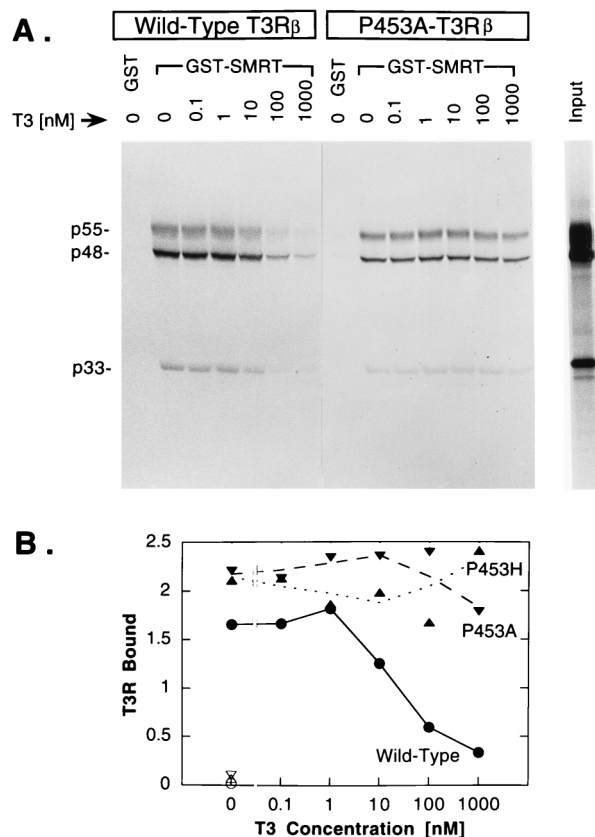 A.
Wild-Type T3Rβ P453A-T3Rβ
GST GST-SMRT GST GST-SMRT Input
T3 [nM] 0 0 0.1 1 10 100 1000 0 0 0.1 1 10 100 1000
p55-
p48-
p33-
B.
T3R Bound
2.5
2
1.5
1
0.5
0
P453H
P453A
Wild-Type
0 0.1 1 10 100 1000
T3 Concentration [nM]